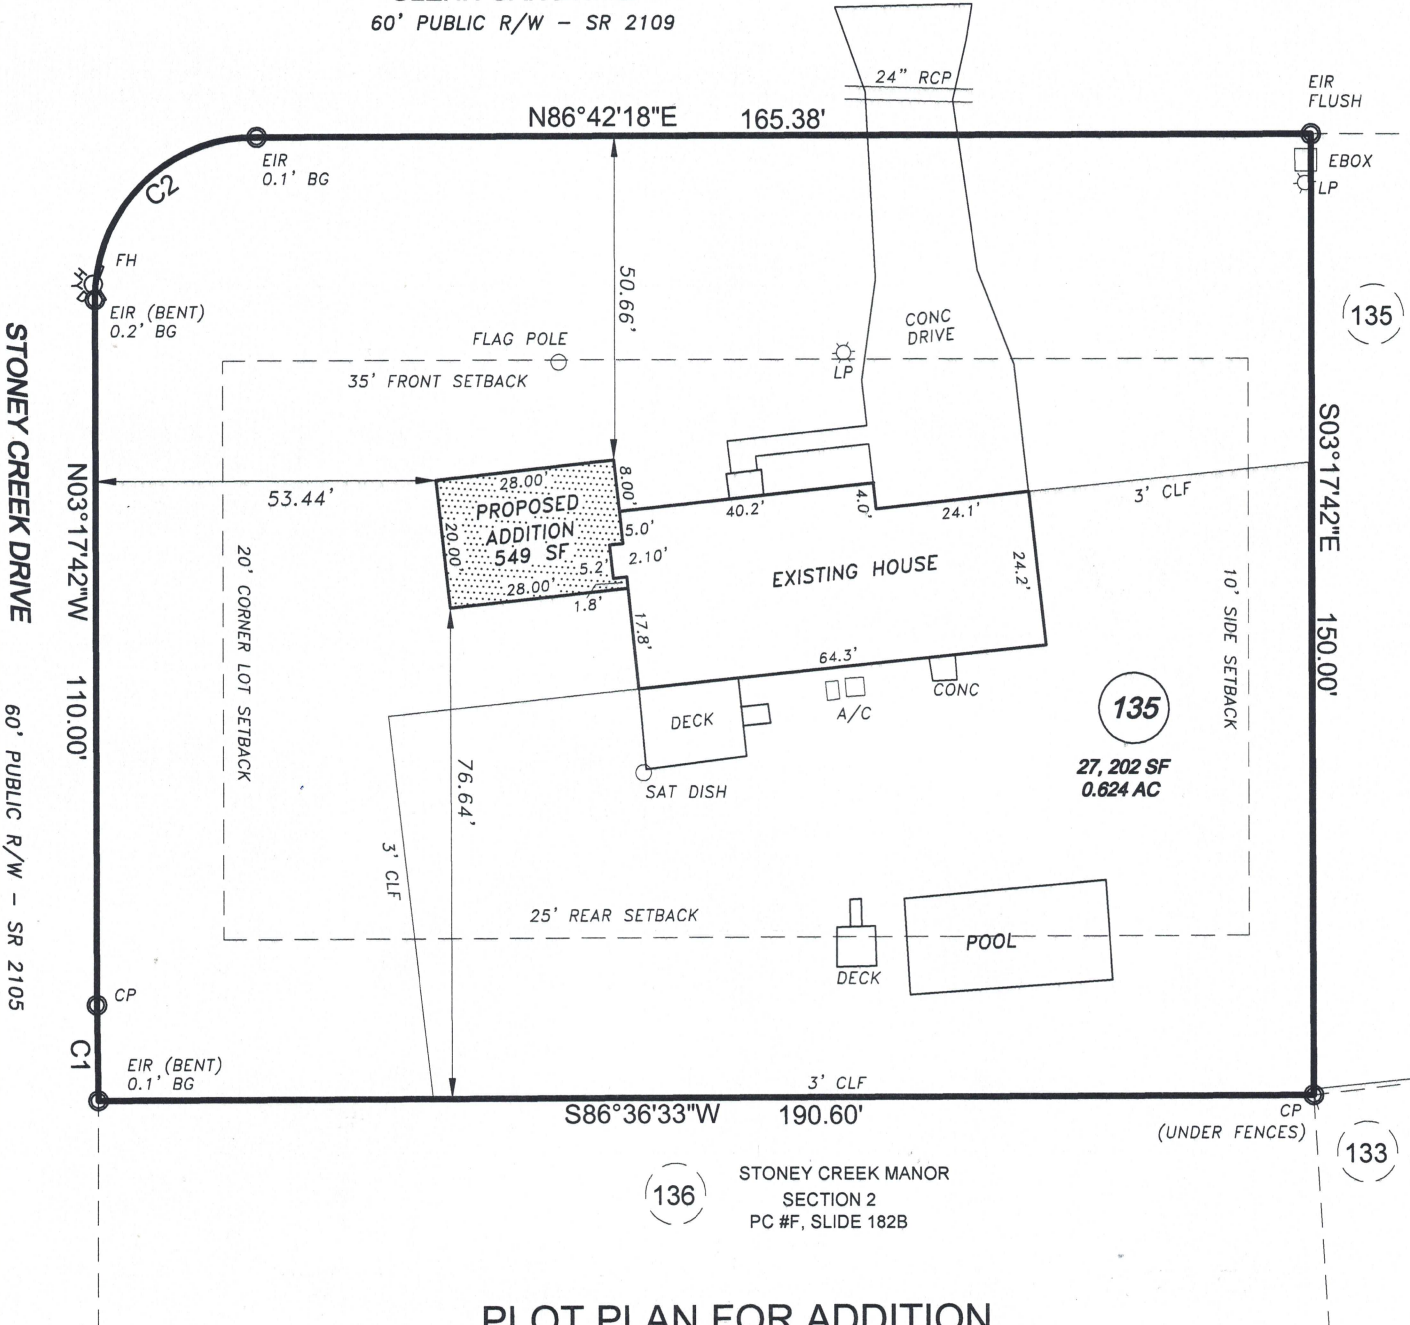 60' PUBLIC R/W - SR 2109
24" RCP
EIR
FLUSH
N86°42'18"E 165.38'
EIR
0.1' BG
C2
EBOX
LP
FH
HYD
EIR (BENT)
0.2' BG
50.66'
135
FLAG POLE
CONC
DRIVE
LP
35' FRONT SETBACK
STONEY CREEK DRIVE 60' PUBLIC R/W - SR 2105
N03°17'42"W 110.00'
S03°17'42"E 150.00'
53.44'
28.00'
8.00'
PROPOSED
ADDITION
549 SF
20.00'
28.00'
5.0'
2.10'
5.2'
1.8'
17.8'
40.2'
4.0'
24.1'
3' CLF
EXISTING HOUSE
24.2'
64.3'
20' CORNER LOT SETBACK
10' SIDE SETBACK
DECK
A/C
CONC
135
27, 202 SF
0.624 AC
SAT DISH
76.64'
3' CLF
25' REAR SETBACK
DECK
POOL
CP
C1
EIR (BENT)
0.1' BG
3' CLF
S86°36'33"W 190.60'
CP
(UNDER FENCES)
133
136
STONEY CREEK MANOR
SECTION 2
PC #F, SLIDE 182B
PLOT PLAN FOR ADDITION